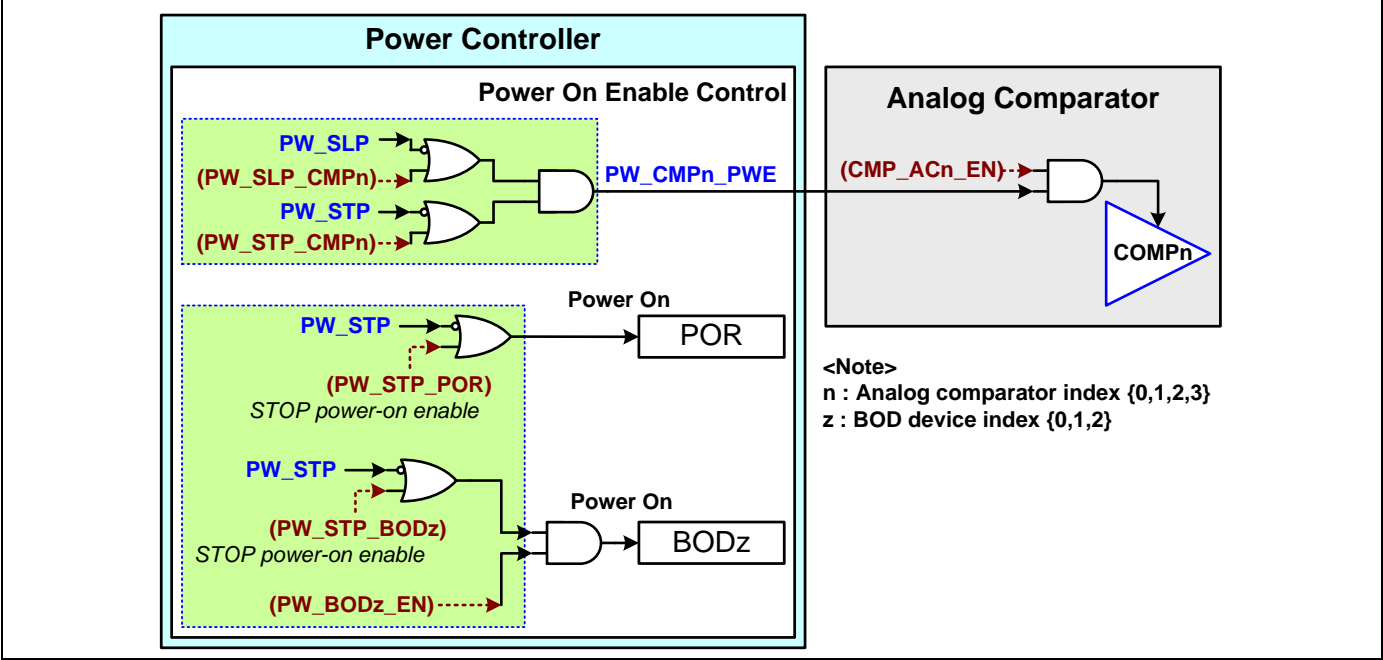 Power Controller
Power On Enable Control
PW_SLP
(PW_SLP_CMPn)
PW_STP
(PW_STP_CMPn)
PW_CMPn_PWE
Analog Comparator
(CMP_ACn_EN)
COMPn
Power On
PW_STP
POR
(PW_STP_POR)
STOP power-on enable
<Note>
n : Analog comparator index {0,1,2,3}
z : BOD device index {0,1,2}
PW_STP
Power On
(PW_STP_BODz)
BODz
STOP power-on enable
(PW_BODz_EN)